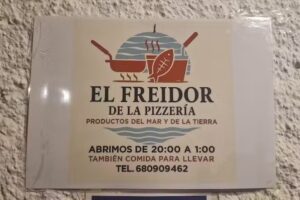 EL FREIDOR
DE LA PIZZERÍA
PRODUCTOS DEL MAR Y DE LA TIERRA
ABRIMOS DE 20:00 A 1:00
TAMBIÉN COMIDA PARA LLEVAR
TEL.680909462